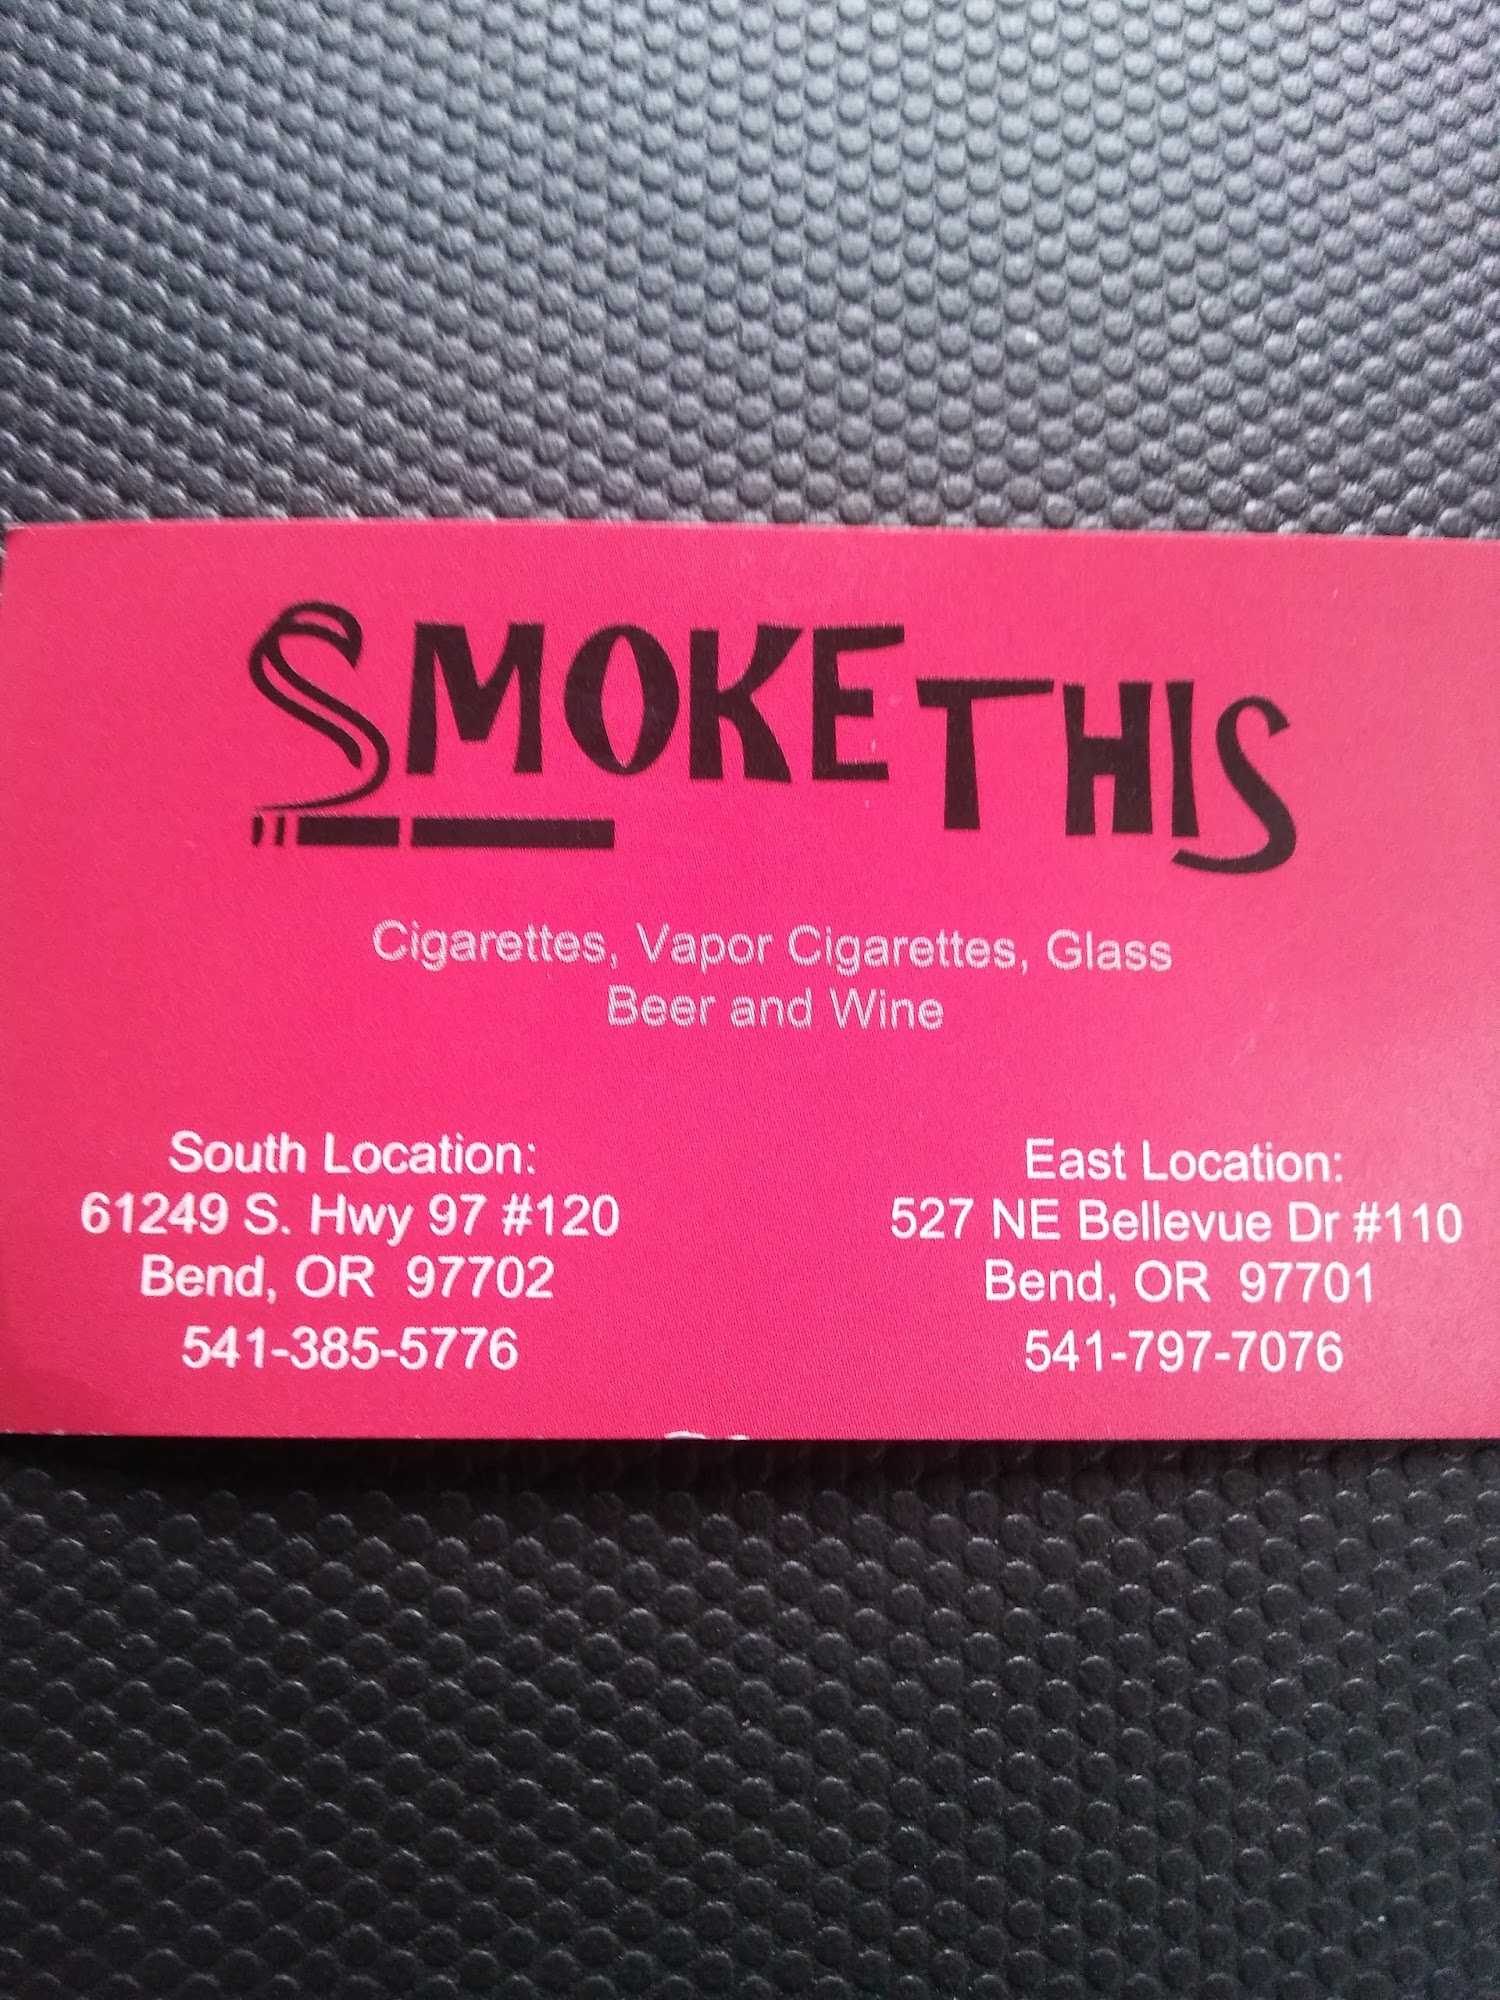 SMOKE THIS
Cigarettes, Vapor Cigarettes, Glass
Beer and Wine
South Location:
61249 S. Hwy 97 #120
Bend, OR 97702
541-385-5776
East Location:
527 NE Bellevue Dr #110
Bend, OR 97701
541-797-7076